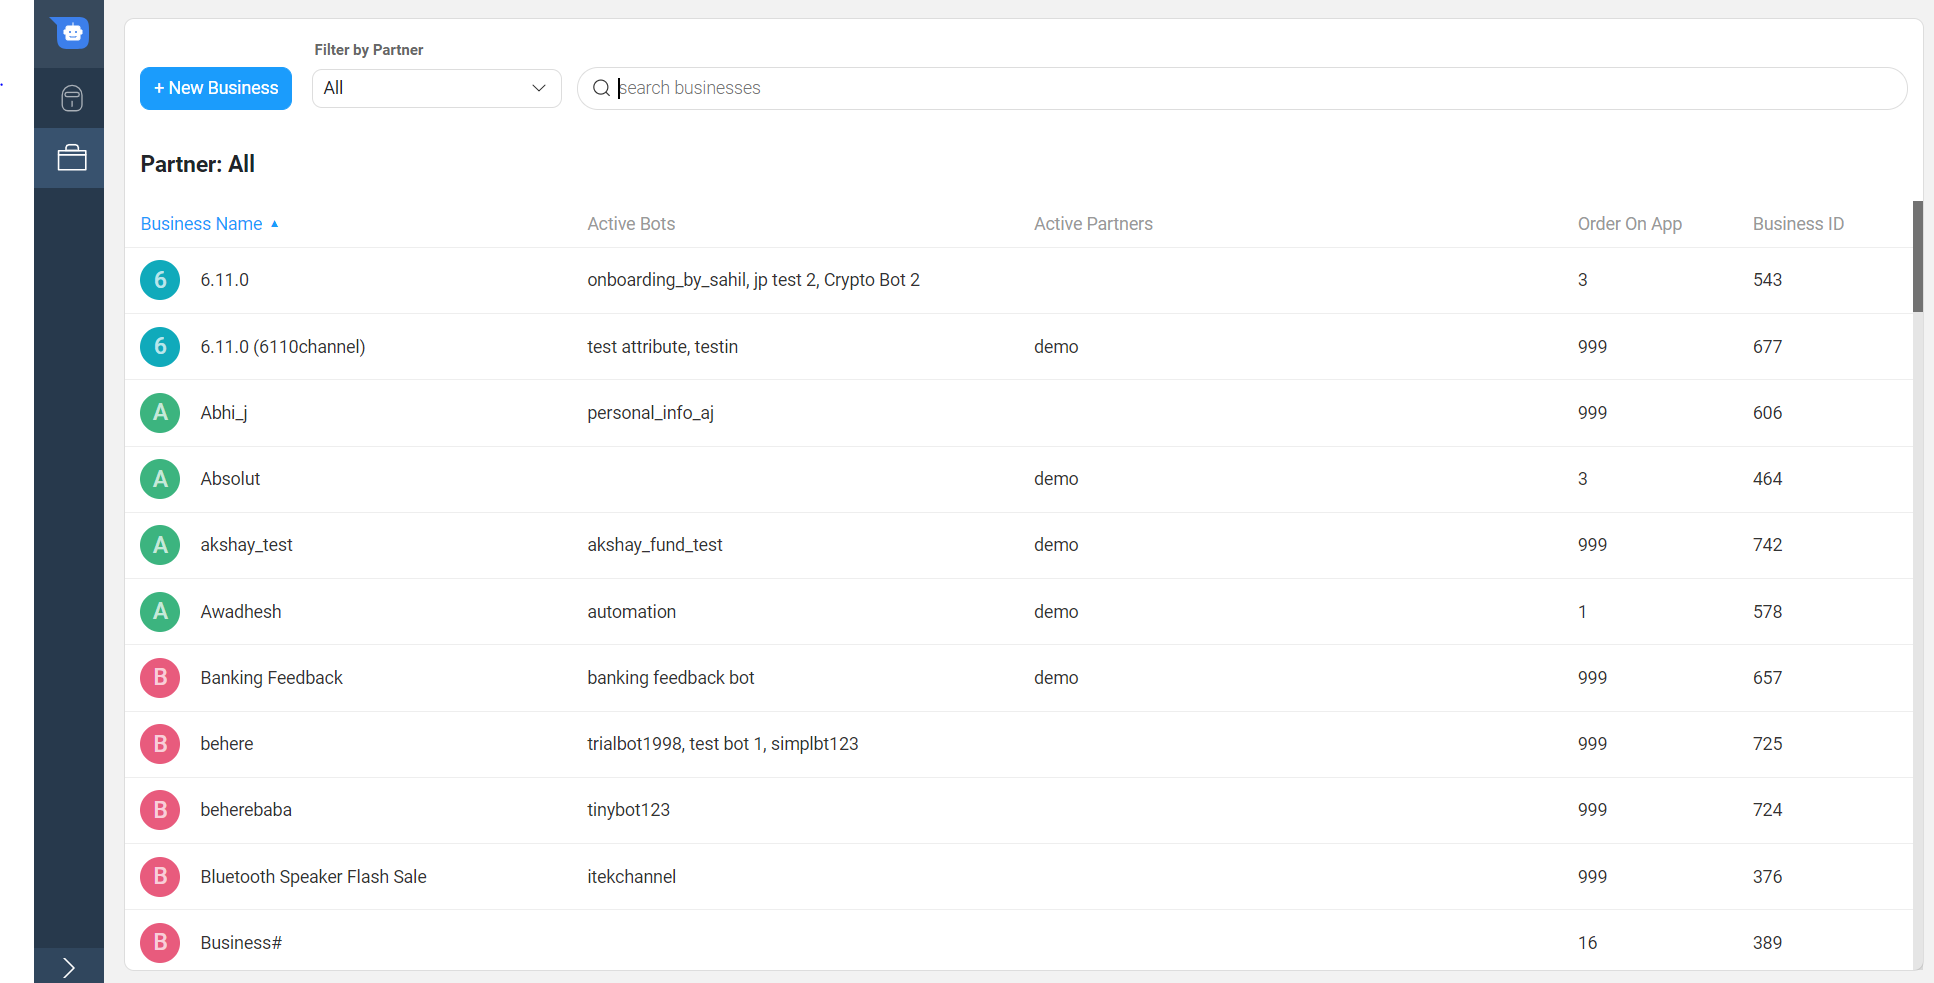 Filter by Partner
+ New Business All search businesses
Partner: All
Business Name ▲ Active Bots Active Partners Order On App Business ID
6 6.11.0 onboarding_by_sahil, jp test 2, Crypto Bot 2 3 543
6 6.11.0 (6110channel) test attribute, testin demo 999 677
A Abhi_j personal_info_aj 999 606
A Absolut demo 3 464
A akshay_test akshay_fund_test demo 999 742
A Awadhesh automation demo 1 578
B Banking Feedback banking feedback bot demo 999 657
B behere trialbot1998, test bot 1, simplbt123 999 725
B beherebaba tinybot123 999 724
B Bluetooth Speaker Flash Sale itekchannel 999 376
B Business# 16 389